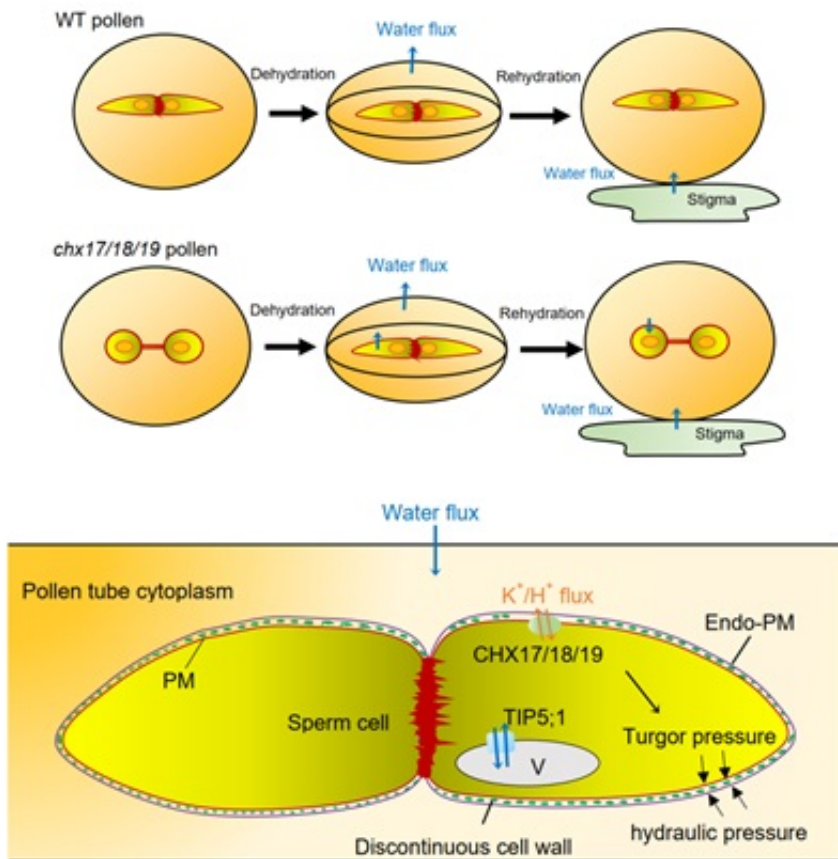 WT pollen
Water flux
Dehydration
Rehydration
Water flux
Stigma
chx17/18/19 pollen
Water flux
Dehydration
Rehydration
Water flux
Stigma
Water flux
Pollen tube cytoplasm
K⁺/H⁺ flux
Endo-PM
PM
CHX17/18/19
Sperm cell
TIP5;1
Turgor pressure
V
Discontinuous cell wall
hydraulic pressure